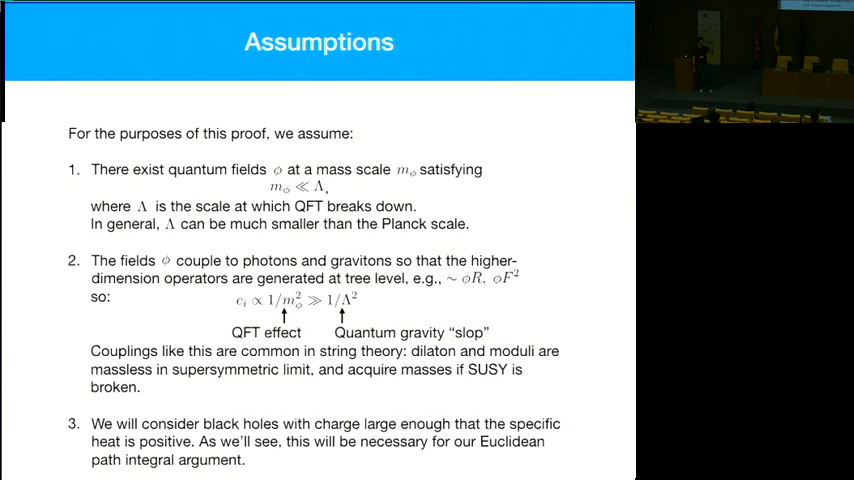 Assumptions
For the purposes of this proof, we assume:
1. There exist quantum fields ϕ at a mass scale m_ϕ satisfying
m_ϕ ≪ Λ,
where Λ is the scale at which QFT breaks down.
In general, Λ can be much smaller than the Planck scale.
2. The fields ϕ couple to photons and gravitons so that the higher-
dimension operators are generated at tree level, e.g., ∼ ϕR, ϕF²
so: c_i ∝ 1/m_ϕ² ≫ 1/Λ²
QFT effect Quantum gravity “slop”
Couplings like this are common in string theory: dilaton and moduli are
massless in supersymmetric limit, and acquire masses if SUSY is
broken.
3. We will consider black holes with charge large enough that the specific
heat is positive. As we’ll see, this will be necessary for our Euclidean
path integral argument.